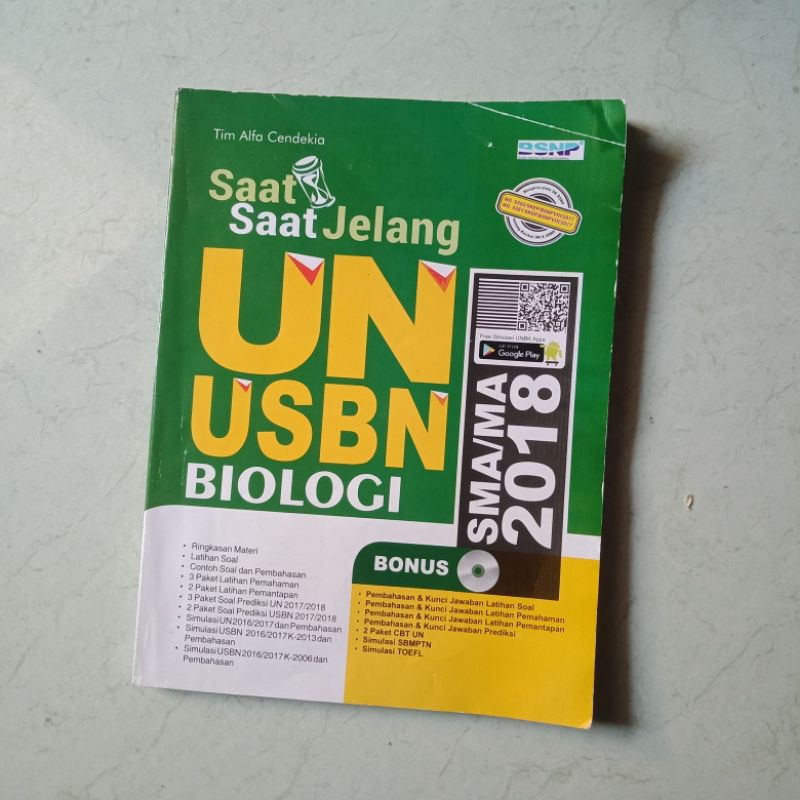 Tim Alfa Cendekia
BSNP
Saat
Saat Jelang
UN
USBN
BIOLOGI
Free Simulasi UNBK Apps
GET IT ON
Google Play
SMA/MA
2018
• Ringkasan Materi
• Latihan Soal
• Contoh Soal dan Pembahasan
• 3 Paket Latihan Pemahaman
• 2 Paket Latihan Pemantapan
• 3 Paket Soal Prediksi UN 2017/2018
• 2 Paket Soal Prediksi USBN 2017/2018
• Simulasi UN 2016/2017 dan Pembahasan
• Simulasi USBN 2016/2017 K-2013 dan
Pembahasan
• Simulasi USBN 2016/2017 K-2006 dan
Pembahasan
BONUS
• Pembahasan & Kunci Jawaban Latihan Soal
• Pembahasan & Kunci Jawaban Latihan Pemahaman
• Pembahasan & Kunci Jawaban Latihan Pemantapan
• Pembahasan & Kunci Jawaban Prediksi
• 2 Paket CBT UN
• Simulasi SBMPTN
• Simulasi TOEFL